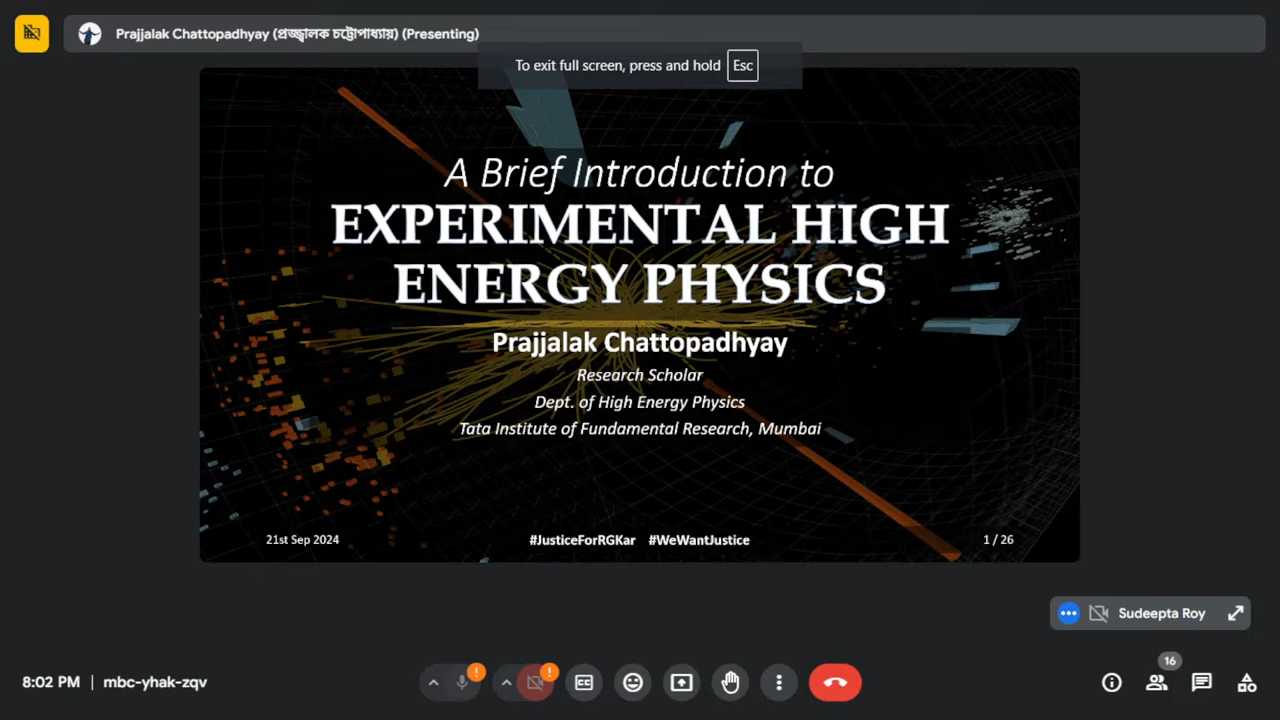 Prajjalak Chattopadhyay (প্রজ্জ্বালক চট্টোপাধ্যায়) (Presenting)
To exit full screen, press and hold Esc
A Brief Introduction to
EXPERIMENTAL HIGH
ENERGY PHYSICS
Prajjalak Chattopadhyay
Research Scholar
Dept. of High Energy Physics
Tata Institute of Fundamental Research, Mumbai
21st Sep 2024 #JusticeForRGKar #WeWantJustice 1 / 26
Sudeepta Roy
16
8:02 PM | mbc-yhak-zqv